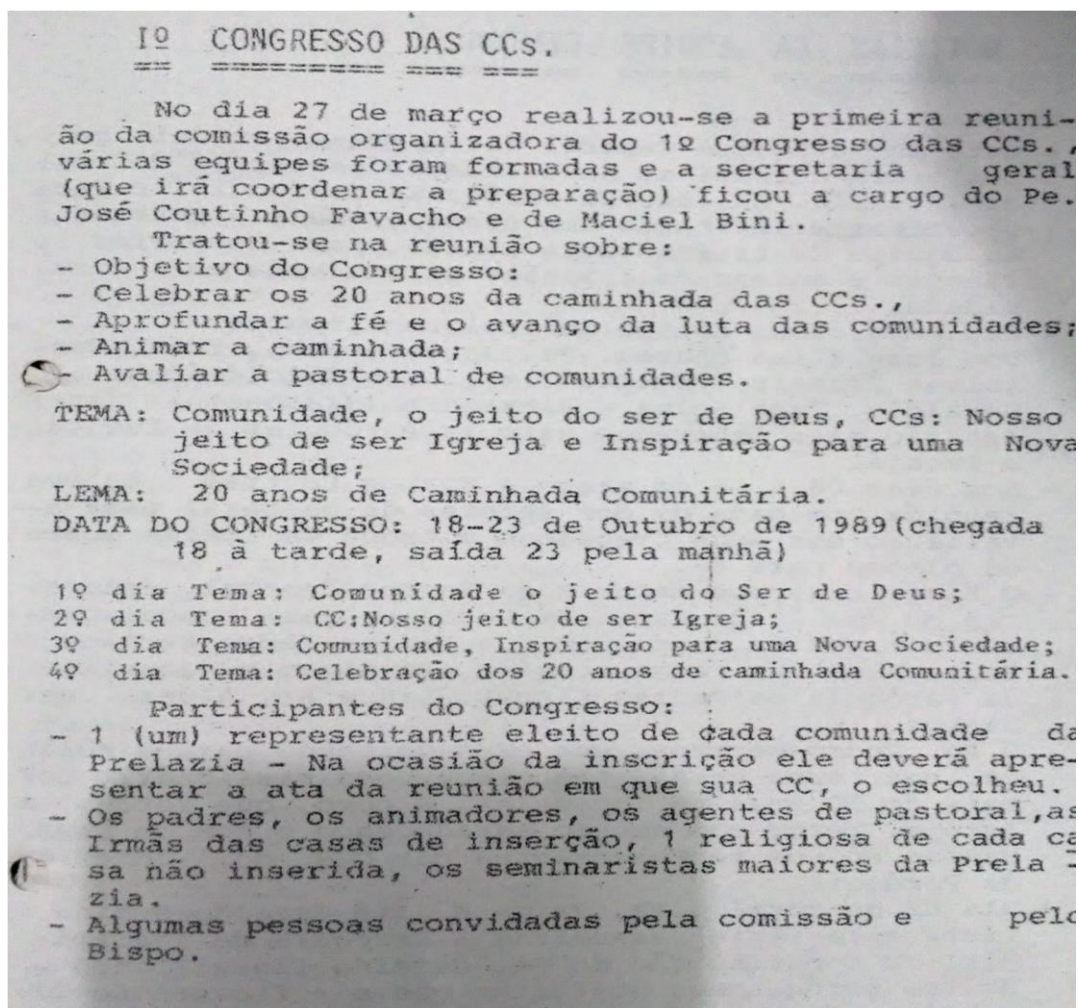 Iº CONGRESSO DAS CCs.
== ========= === ===
No dia 27 de março realizou-se a primeira reuni-
ão da comissão organizadora do 1º Congresso das CCs.,
várias equipes foram formadas e a secretaria geral
(que irá coordenar a preparação) ficou a cargo do Pe.
José Coutinho Favacho e de Maciel Bini.
Tratou-se na reunião sobre:
- Objetivo do Congresso:
- Celebrar os 20 anos da caminhada das CCs.,
- Aprofundar a fé e o avanço da luta das comunidades;
- Animar a caminhada;
- Avaliar a pastoral de comunidades.
TEMA: Comunidade, o jeito do ser de Deus, CCs: Nosso
jeito de ser Igreja e Inspiração para uma Nova
Sociedade;
LEMA: 20 anos de Caminhada Comunitária.
DATA DO CONGRESSO: 18-23 de Outubro de 1989(chegada
18 à tarde, saída 23 pela manhã)
1º dia Tema: Comunidade o jeito do Ser de Deus;
2º dia Tema: CC:Nosso jeito de ser Igreja;
3º dia Tema: Comunidade, Inspiração para uma Nova Sociedade;
4º dia Tema: Celebração dos 20 anos de caminhada Comunitária.
Participantes do Congresso:
- 1 (um) representante eleito de cada comunidade da
Prelazia - Na ocasião da inscrição ele deverá apre-
sentar a ata da reunião em que sua CC, o escolheu.
- Os padres, os animadores, os agentes de pastoral,as
Irmãs das casas de inserção, 1 religiosa de cada ca
sa não inserida, os seminaristas maiores da Prela -
zia.
- Algumas pessoas convidadas pela comissão e pelo
Bispo.